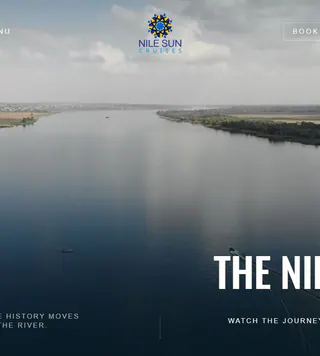 NU
NILE SUN
CRUISES
BOOK
THE NI
E HISTORY MOVES
THE RIVER.
WATCH THE JOURNEY